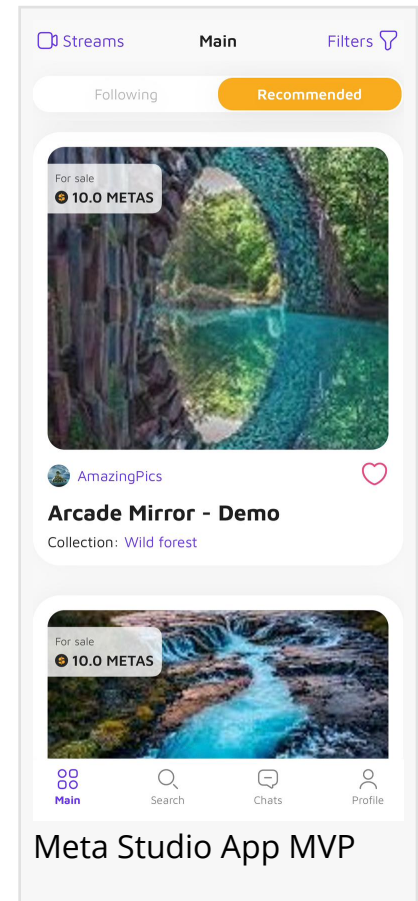 Streams
Main
Filters
Following
Recommended
For sale
10.0 METAS
AmazingPics
Arcade Mirror - Demo
Collection: Wild forest
For sale
10.0 METAS
Main
Search
Chats
Profile
Meta Studio App MVP